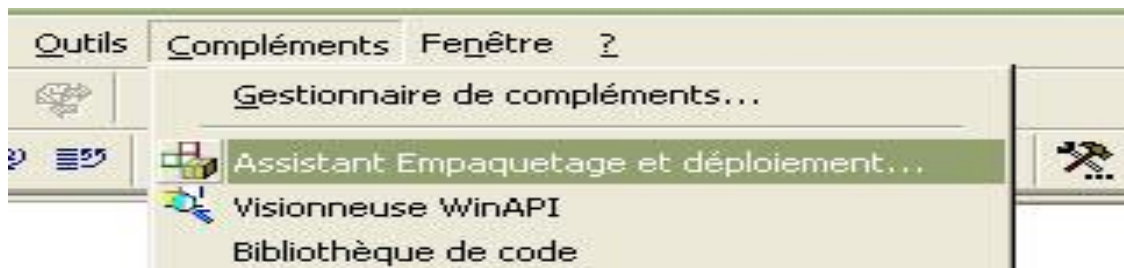 Outils Compléments Fenêtre ?
Gestionnaire de compléments...
Assistant Empaquetage et déploiement...
Visionneuse WinAPI
Bibliothèque de code